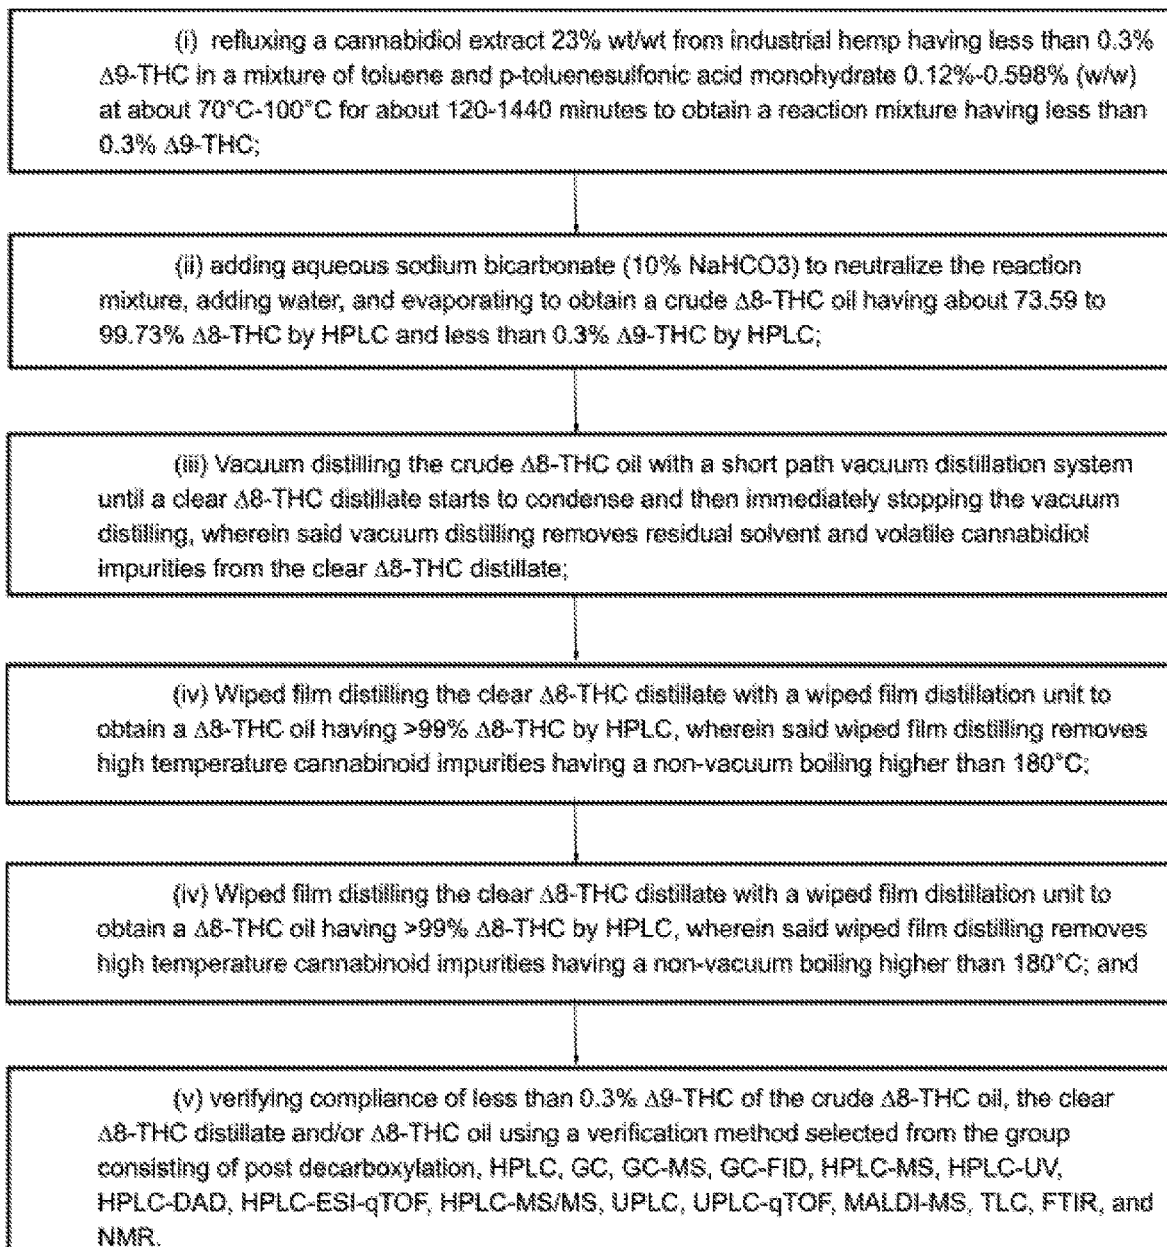 (i) refluxing a cannabidiol extract 23% wt/wt from industrial hemp having less than 0.3%
Δ9-THC in a mixture of toluene and p-toluenesulfonic acid monohydrate 0.12%-0.598% (w/w)
at about 70°C-100°C for about 120-1440 minutes to obtain a reaction mixture having less than
0.3% Δ9-THC;
(ii) adding aqueous sodium bicarbonate (10% NaHCO3) to neutralize the reaction
mixture, adding water, and evaporating to obtain a crude Δ8-THC oil having about 73.59 to
99.73% Δ8-THC by HPLC and less than 0.3% Δ9-THC by HPLC;
(iii) Vacuum distilling the crude Δ8-THC oil with a short path vacuum distillation system
until a clear Δ8-THC distillate starts to condense and then immediately stopping the vacuum
distilling, wherein said vacuum distilling removes residual solvent and volatile cannabidiol
impurities from the clear Δ8-THC distillate;
(iv) Wiped film distilling the clear Δ8-THC distillate with a wiped film distillation unit to
obtain a Δ8-THC oil having >99% Δ8-THC by HPLC, wherein said wiped film distilling removes
high temperature cannabinoid impurities having a non-vacuum boiling higher than 180°C;
(iv) Wiped film distilling the clear Δ8-THC distillate with a wiped film distillation unit to
obtain a Δ8-THC oil having >99% Δ8-THC by HPLC, wherein said wiped film distilling removes
high temperature cannabinoid impurities having a non-vacuum boiling higher than 180°C; and
(v) verifying compliance of less than 0.3% Δ9-THC of the crude Δ8-THC oil, the clear
Δ8-THC distillate and/or Δ8-THC oil using a verification method selected from the group
consisting of post decarboxylation, HPLC, GC, GC-MS, GC-FID, HPLC-MS, HPLC-UV,
HPLC-DAD, HPLC-ESI-qTOF, HPLC-MS/MS, UPLC, UPLC-qTOF, MALDI-MS, TLC, FTIR, and
NMR.